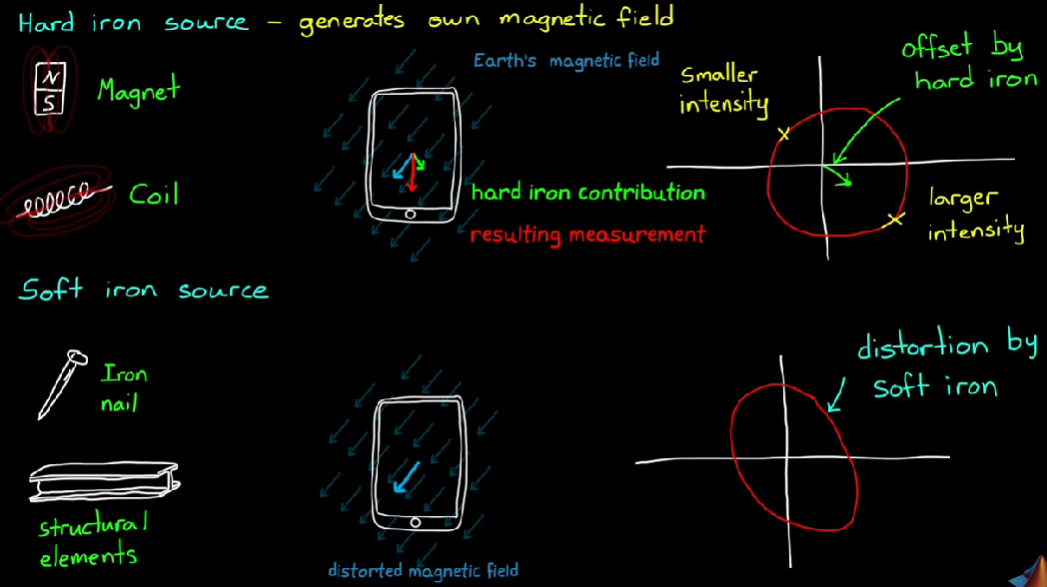 Hard iron source – generates own magnetic field
N
S
Magnet
Coil
Earth's magnetic field
hard iron contribution
resulting measurement
Smaller
intensity
offset by
hard iron
larger
intensity
Soft iron source
Iron
nail
structural
elements
distorted magnetic field
distortion by
soft iron